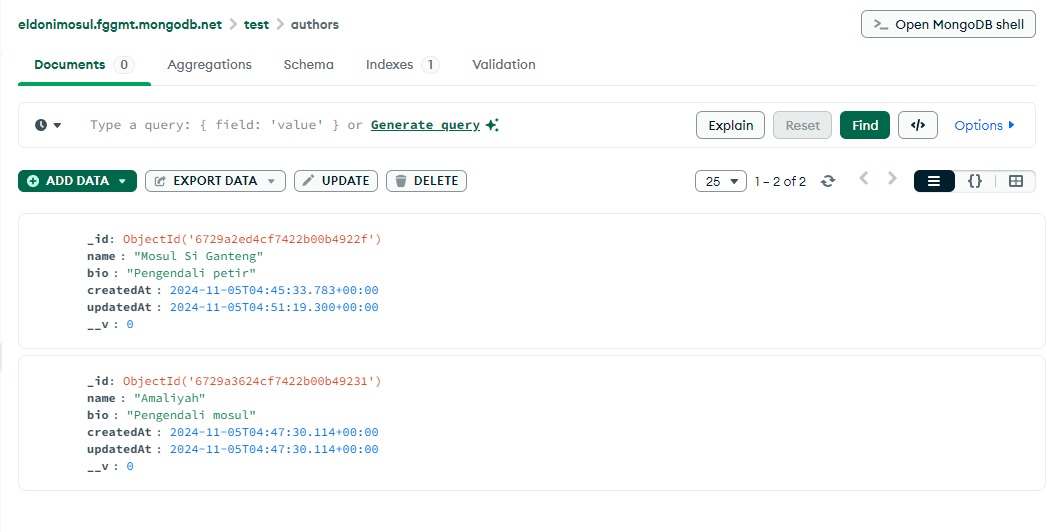 eldonimosul.fggmt.mongodb.net > test > authors
>_ Open MongoDB shell
Documents 0 Aggregations Schema Indexes 1 Validation
Type a query: { field: 'value' } or Generate query
Explain Reset Find </> Options
ADD DATA EXPORT DATA UPDATE DELETE
25 1 – 2 of 2 {}
_id: ObjectId('6729a2ed4cf7422b00b4922f')
name : "Mosul Si Ganteng"
bio : "Pengendali petir"
createdAt : 2024-11-05T04:45:33.783+00:00
updatedAt : 2024-11-05T04:51:19.300+00:00
__v : 0
_id: ObjectId('6729a3624cf7422b00b49231')
name : "Amaliyah"
bio : "Pengendali mosul"
createdAt : 2024-11-05T04:47:30.114+00:00
updatedAt : 2024-11-05T04:47:30.114+00:00
__v : 0